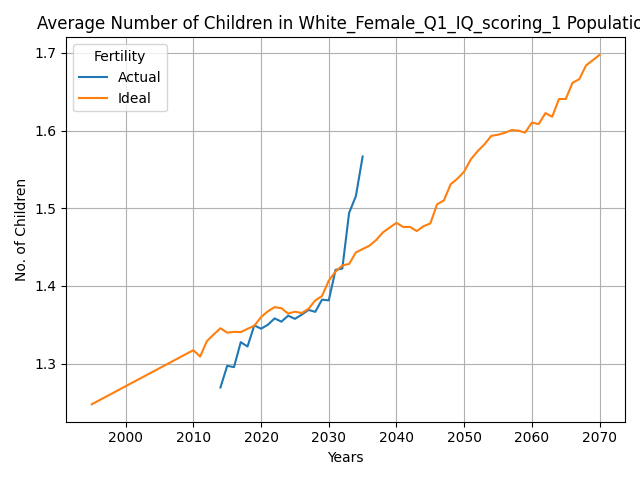 Average Number of Children in White_Female_Q1_IQ_scoring_1 Populatio
Fertility
Actual
Ideal
1.7
1.6
1.5
1.4
1.3
No. of Children
2000 2010 2020 2030 2040 2050 2060 2070
Years